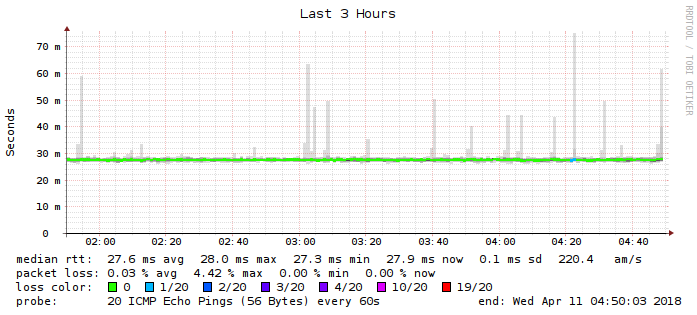 Last 3 Hours
RRDTOOL / TOBI OETIKER
Seconds
70 m
60 m
50 m
40 m
30 m
20 m
10 m
0
02:00 02:20 02:40 03:00 03:20 03:40 04:00 04:20 04:40
median rtt: 27.6 ms avg 28.0 ms max 27.3 ms min 27.9 ms now 0.1 ms sd 220.4 am/s
packet loss: 0.03 % avg 4.42 % max 0.00 % min 0.00 % now
loss color: 0 1/20 2/20 3/20 4/20 10/20 19/20
probe: 20 ICMP Echo Pings (56 Bytes) every 60s end: Wed Apr 11 04:50:03 2018